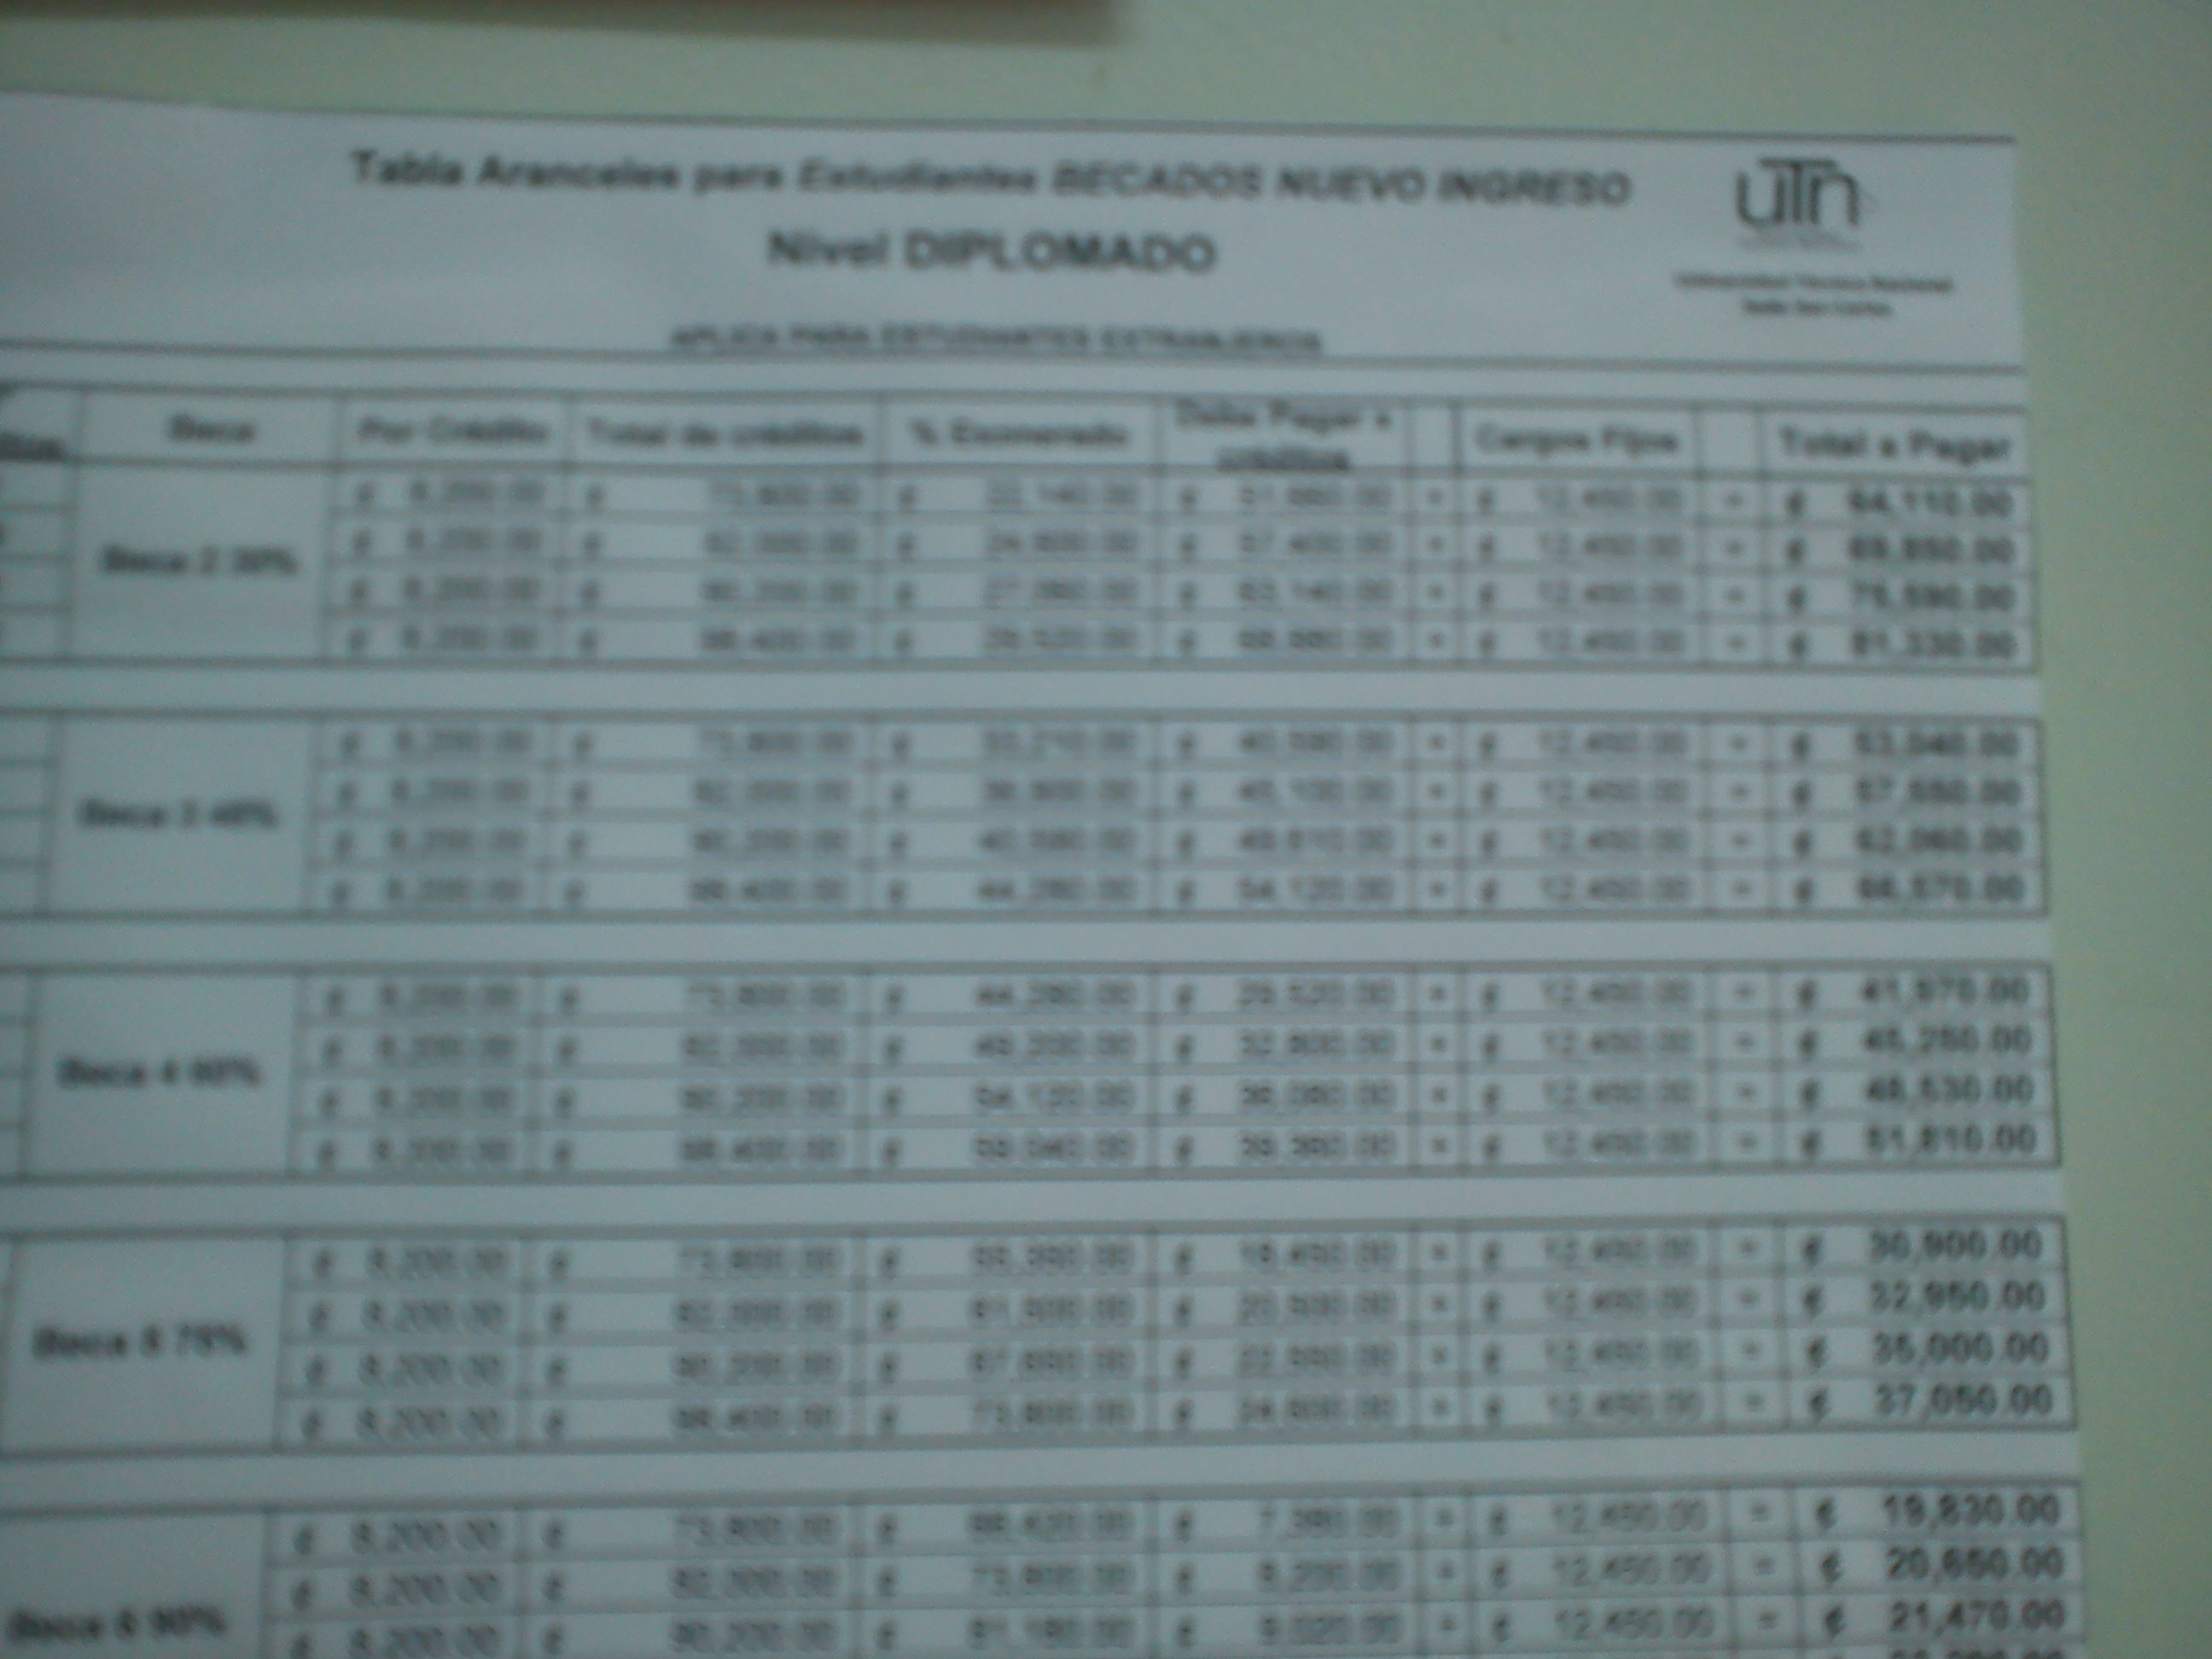 Tabla Aranceles para Estudiantes BECADOS NUEVO INGRESO
Nivel DIPLOMADO
UTN
Universidad Técnica Nacional
Sede San Carlos
APLICA PARA ESTUDIANTES EXTRANJEROS
Beca Por Crédito Total de créditos % Exonerado Debe Pagar x créditos Cargos Fijos Total a Pagar
Beca 2 30%
¢ 8,200.00 ¢ 73,800.00 ¢ 22,140.00 ¢ 51,660.00 + ¢ 12,450.00 = ¢ 64,110.00
¢ 8,200.00 ¢ 82,000.00 ¢ 24,600.00 ¢ 57,400.00 + ¢ 12,450.00 = ¢ 69,850.00
¢ 8,200.00 ¢ 90,200.00 ¢ 27,060.00 ¢ 63,140.00 + ¢ 12,450.00 = ¢ 75,590.00
¢ 8,200.00 ¢ 98,400.00 ¢ 29,520.00 ¢ 68,880.00 + ¢ 12,450.00 = ¢ 81,330.00
Beca 3 45%
¢ 8,200.00 ¢ 73,800.00 ¢ 33,210.00 ¢ 40,590.00 + ¢ 12,450.00 = ¢ 53,040.00
¢ 8,200.00 ¢ 82,000.00 ¢ 36,900.00 ¢ 45,100.00 + ¢ 12,450.00 = ¢ 57,550.00
¢ 8,200.00 ¢ 90,200.00 ¢ 40,590.00 ¢ 49,610.00 + ¢ 12,450.00 = ¢ 62,060.00
¢ 8,200.00 ¢ 98,400.00 ¢ 44,280.00 ¢ 54,120.00 + ¢ 12,450.00 = ¢ 66,570.00
Beca 4 60%
¢ 8,200.00 ¢ 73,800.00 ¢ 44,280.00 ¢ 29,520.00 + ¢ 12,450.00 = ¢ 41,970.00
¢ 8,200.00 ¢ 82,000.00 ¢ 49,200.00 ¢ 32,800.00 + ¢ 12,450.00 = ¢ 45,250.00
¢ 8,200.00 ¢ 90,200.00 ¢ 54,120.00 ¢ 36,080.00 + ¢ 12,450.00 = ¢ 48,530.00
¢ 8,200.00 ¢ 98,400.00 ¢ 59,040.00 ¢ 39,360.00 + ¢ 12,450.00 = ¢ 51,810.00
Beca 5 75%
¢ 8,200.00 ¢ 73,800.00 ¢ 55,350.00 ¢ 18,450.00 + ¢ 12,450.00 = ¢ 30,900.00
¢ 8,200.00 ¢ 82,000.00 ¢ 61,500.00 ¢ 20,500.00 + ¢ 12,450.00 = ¢ 32,950.00
¢ 8,200.00 ¢ 90,200.00 ¢ 67,650.00 ¢ 22,550.00 + ¢ 12,450.00 = ¢ 35,000.00
¢ 8,200.00 ¢ 98,400.00 ¢ 73,800.00 ¢ 24,600.00 + ¢ 12,450.00 = ¢ 37,050.00
Beca 6 90%
¢ 8,200.00 ¢ 73,800.00 ¢ 66,420.00 ¢ 7,380.00 + ¢ 12,450.00 = ¢ 19,830.00
¢ 8,200.00 ¢ 82,000.00 ¢ 73,800.00 ¢ 8,200.00 + ¢ 12,450.00 = ¢ 20,650.00
¢ 8,200.00 ¢ 90,200.00 ¢ 81,180.00 ¢ 9,020.00 + ¢ 12,450.00 = ¢ 21,470.00